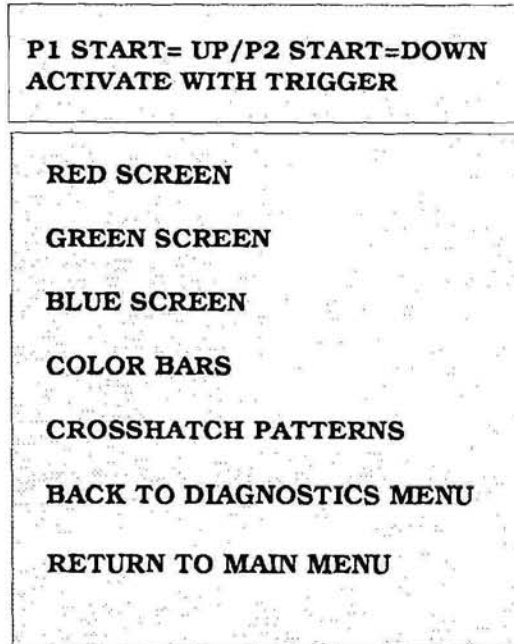 P1 START= UP/P2 START=DOWN
ACTIVATE WITH TRIGGER
RED SCREEN
GREEN SCREEN
BLUE SCREEN
COLOR BARS
CROSSHATCH PATTERNS
BACK TO DIAGNOSTICS MENU
RETURN TO MAIN MENU